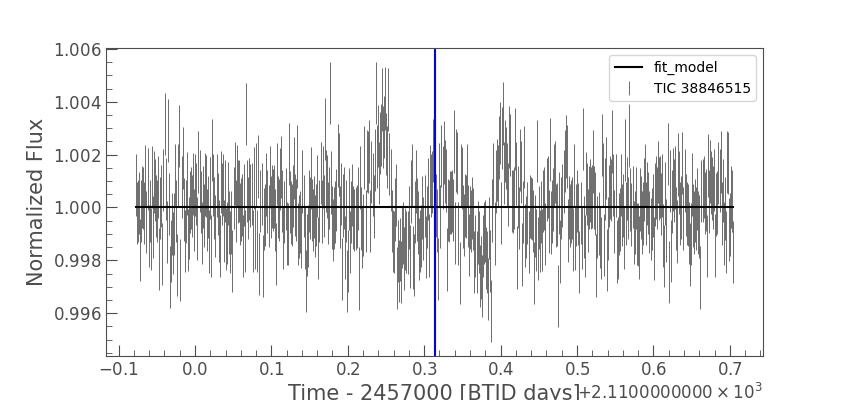 1.006
1.004
1.002
1.000
0.998
0.996
Normalized Flux
fit_model
TIC 38846515
−0.1 0.0 0.1 0.2 0.3 0.4 0.5 0.6 0.7
Time - 2457000 [BTJD days]
+2.1100000000 × 10³